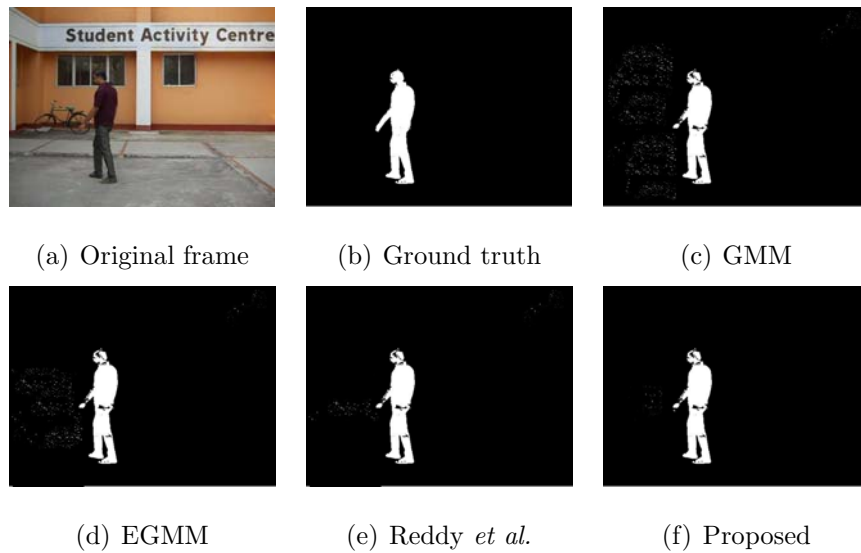 Student Activity Centre
(a) Original frame
(b) Ground truth
(c) GMM
(d) EGMM
(e) Reddy et al.
(f) Proposed